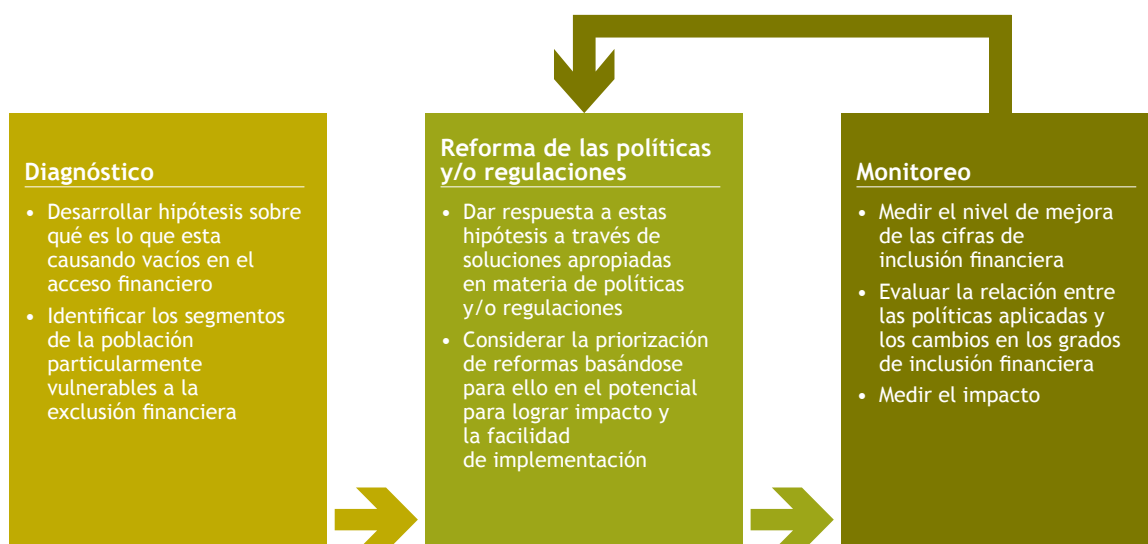 Diagnóstico
• Desarrollar hipótesis sobre
qué es lo que esta
causando vacíos en el
acceso financiero
• Identificar los segmentos
de la población
particularmente
vulnerables a la
exclusión financiera
Reforma de las políticas
y/o regulaciones
• Dar respuesta a estas
hipótesis a través de
soluciones apropiadas
en materia de políticas
y/o regulaciones
• Considerar la priorización
de reformas basándose
para ello en el potencial
para lograr impacto y
la facilidad
de implementación
Monitoreo
• Medir el nivel de mejora
de las cifras de
inclusión financiera
• Evaluar la relación entre
las políticas aplicadas y
los cambios en los grados
de inclusión financiera
• Medir el impacto